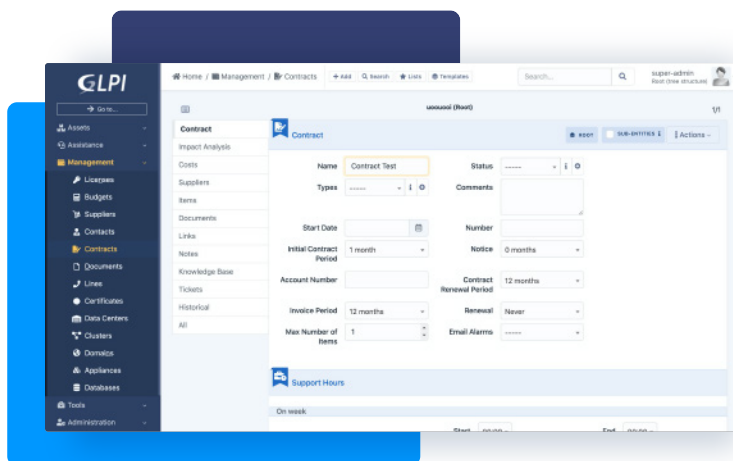 GLPI
Home / Management / Contracts + Add Search Lists Templates Search... super-admin
Root (tree structure)
Go to...
1/1
Assets
Assistance
Management
Licenses
Budgets
Suppliers
Contacts
Contracts
Documents
Lines
Certificates
Data Centers
Clusters
Domains
Appliances
Databases
Tools
Administration
Contract
Impact Analysis
Costs
Suppliers
Items
Documents
Links
Notes
Knowledge Base
Tickets
Historical
All
Contract ROOT SUB-ENTITIES Actions
Name Contract Test Status -----
Types ----- Comments
Start Date Number
Initial Contract Period 1 month Notice 0 months
Account Number Contract Renewal Period 12 months
Invoice Period 12 months Renewal Never
Max Number of Items 1 Email Alarms -----
Support Hours
On week
Start 00:00 End 00:00